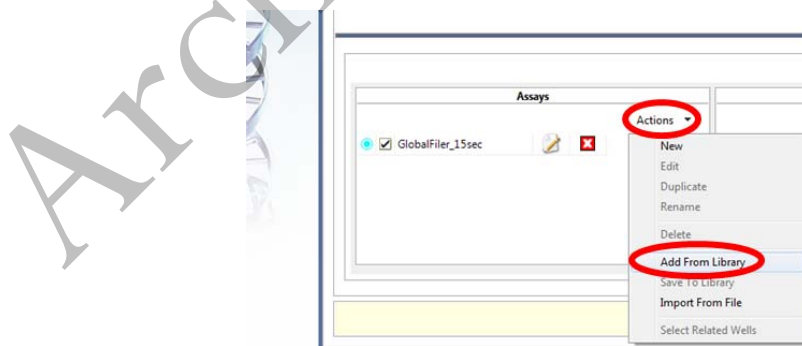 Assays
Actions
GlobalFiler_15sec
New
Edit
Duplicate
Rename
Delete
Add From Library
Save To Library
Import From File
Select Related Wells